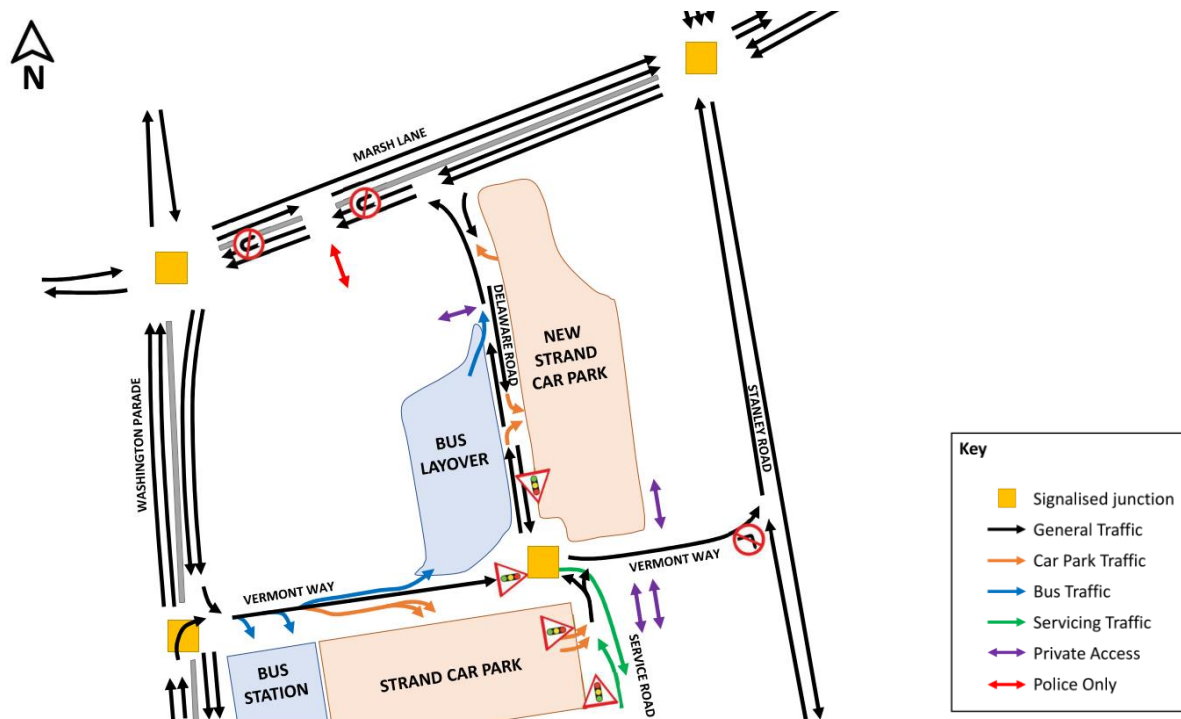 N
MARSH LANE
WASHINGTON PARADE
DELAWARE ROAD
NEW
STRAND
CAR PARK
STANLEY ROAD
BUS
LAYOVER
VERMONT WAY
VERMONT WAY
BUS
STATION
STRAND CAR PARK
SERVICE ROAD
Key
Signalised junction
General Traffic
Car Park Traffic
Bus Traffic
Servicing Traffic
Private Access
Police Only